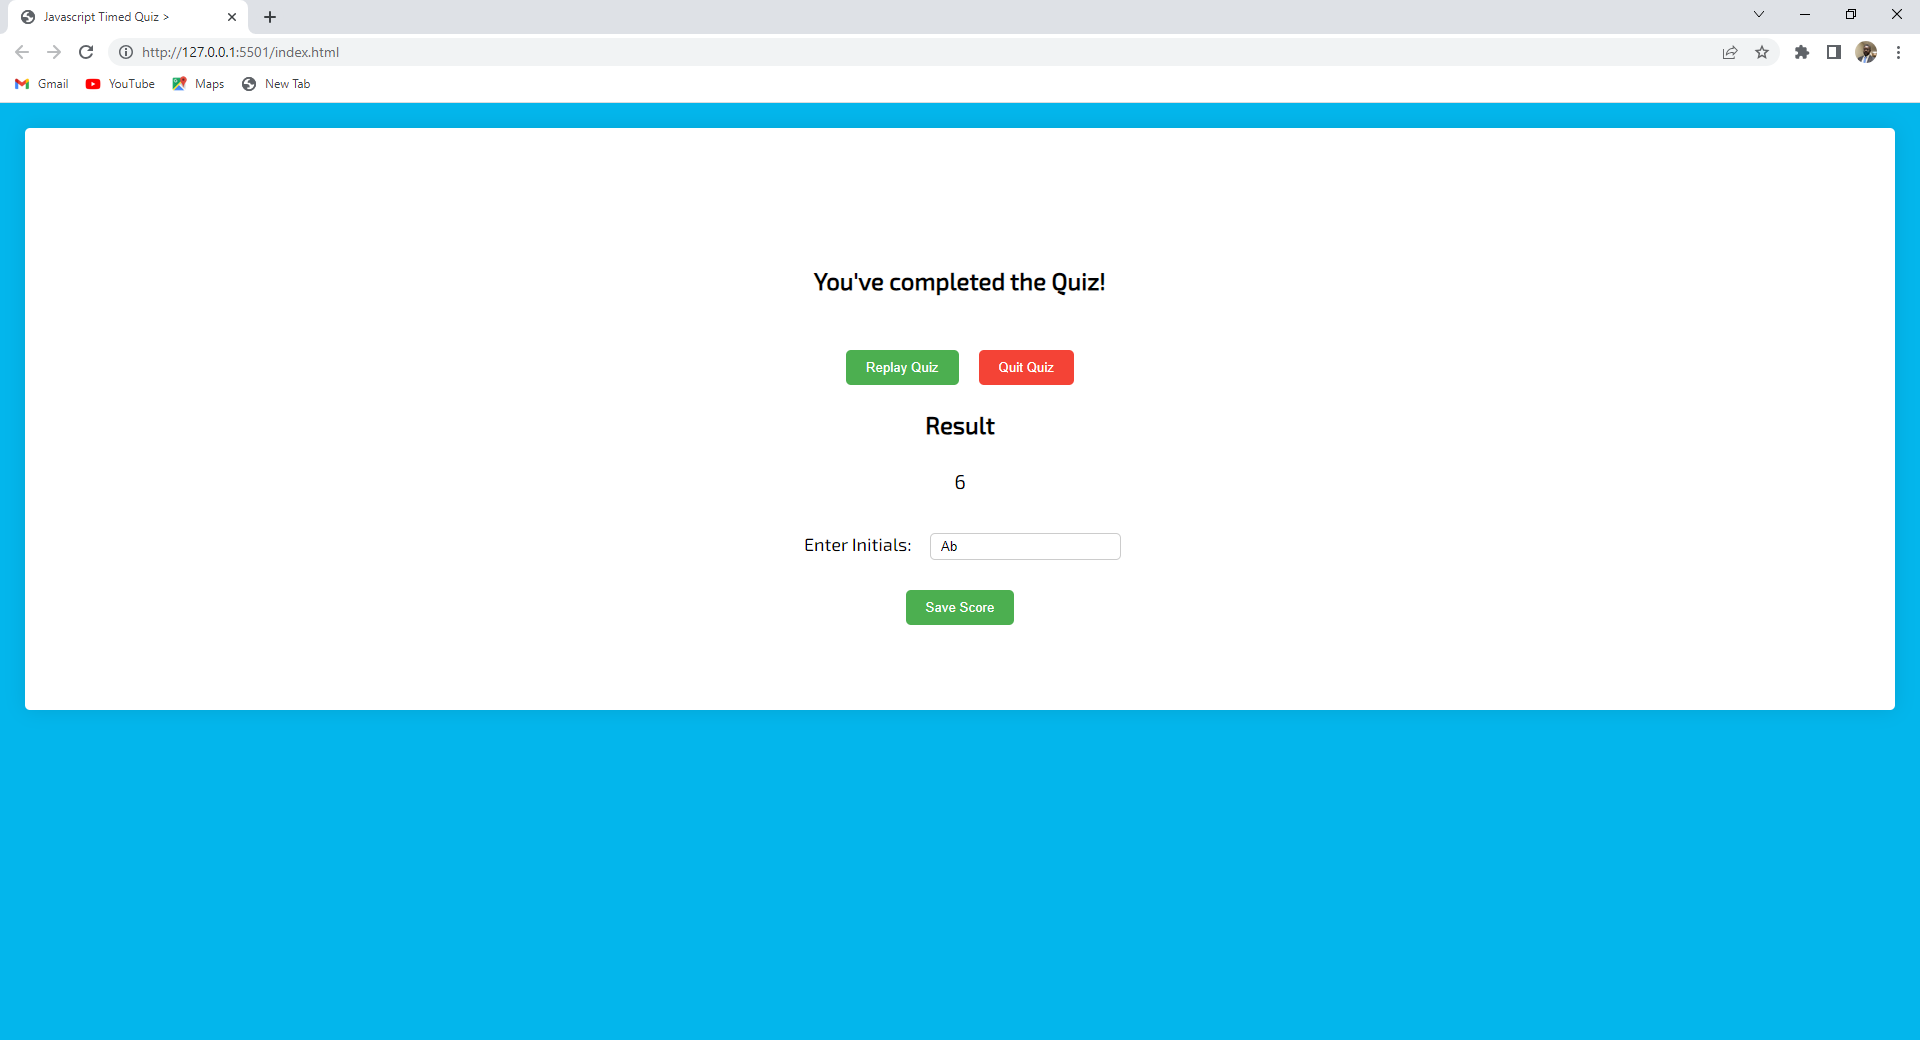 Javascript Timed Quiz >
http://127.0.0.1:5501/index.html
Gmail YouTube Maps New Tab
You've completed the Quiz!
Replay Quiz Quit Quiz
Result
6
Enter Initials: Ab
Save Score